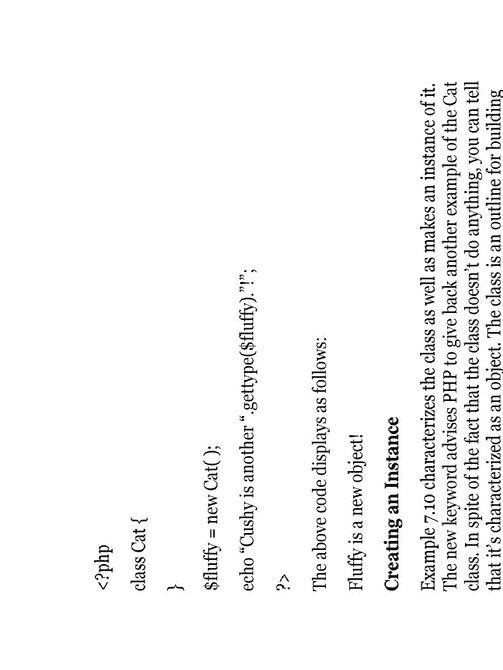 <?php
class Cat {
}
$fluffy = new Cat( );
echo “Cushy is another “.gettype($fluffy).”!”;
?>
The above code displays as follows:
Fluffy is a new object!
Creating an Instance
Example 7.10 characterizes the class as well as makes an instance of it.
The new keyword advises PHP to give back another example of the Cat
class. In spite of the fact that the class doesn’t do anything, you can tell
that it’s characterized as an object. The class is an outline for building